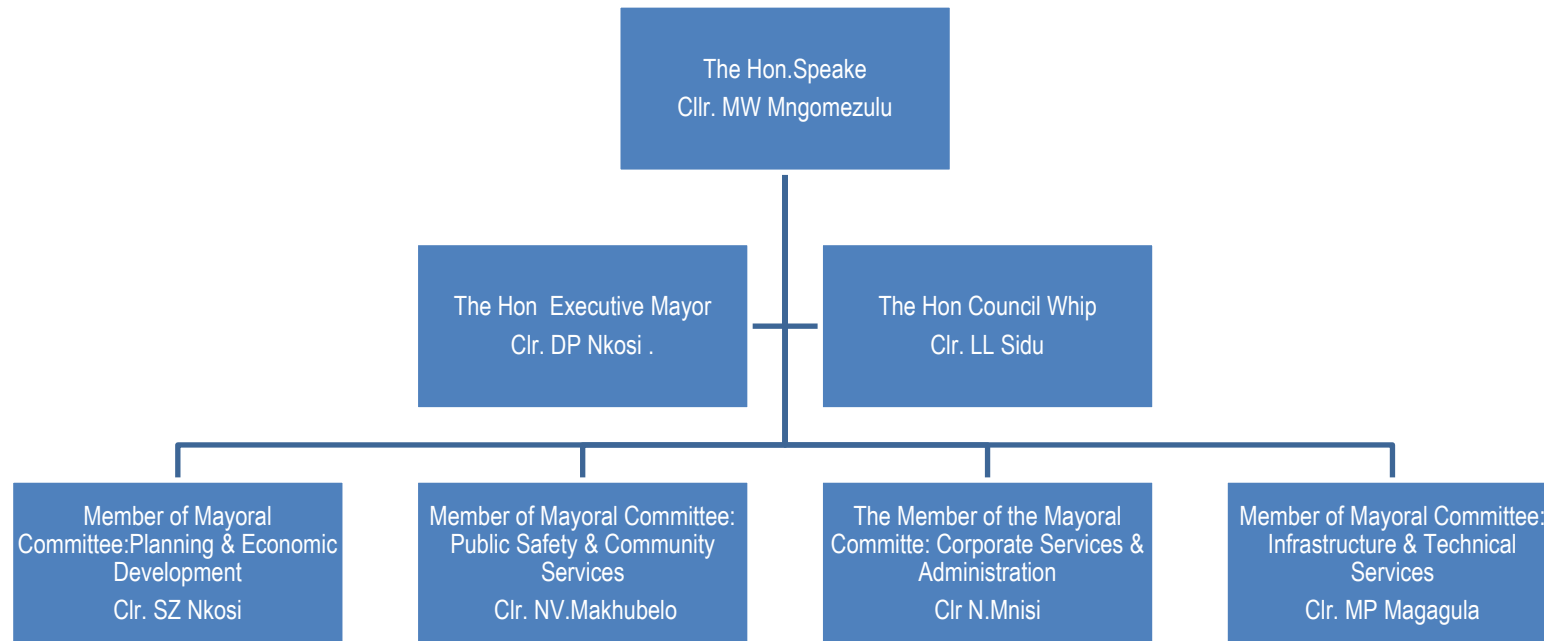 The Hon.Speake
Cllr. MW Mngomezulu
The Hon  Executive Mayor
Clr. DP Nkosi .
The Hon Council Whip
Clr. LL Sidu
Member of Mayoral
Committee:Planning & Economic
Development
Clr. SZ Nkosi
Member of Mayoral Committee:
Public Safety & Community
Services
Clr. NV.Makhubelo
The Member of the Mayoral
Committe: Corporate Services &
Administration
Clr N.Mnisi
Member of Mayoral Committee:
Infrastructure & Technical
Services
Clr. MP Magagula